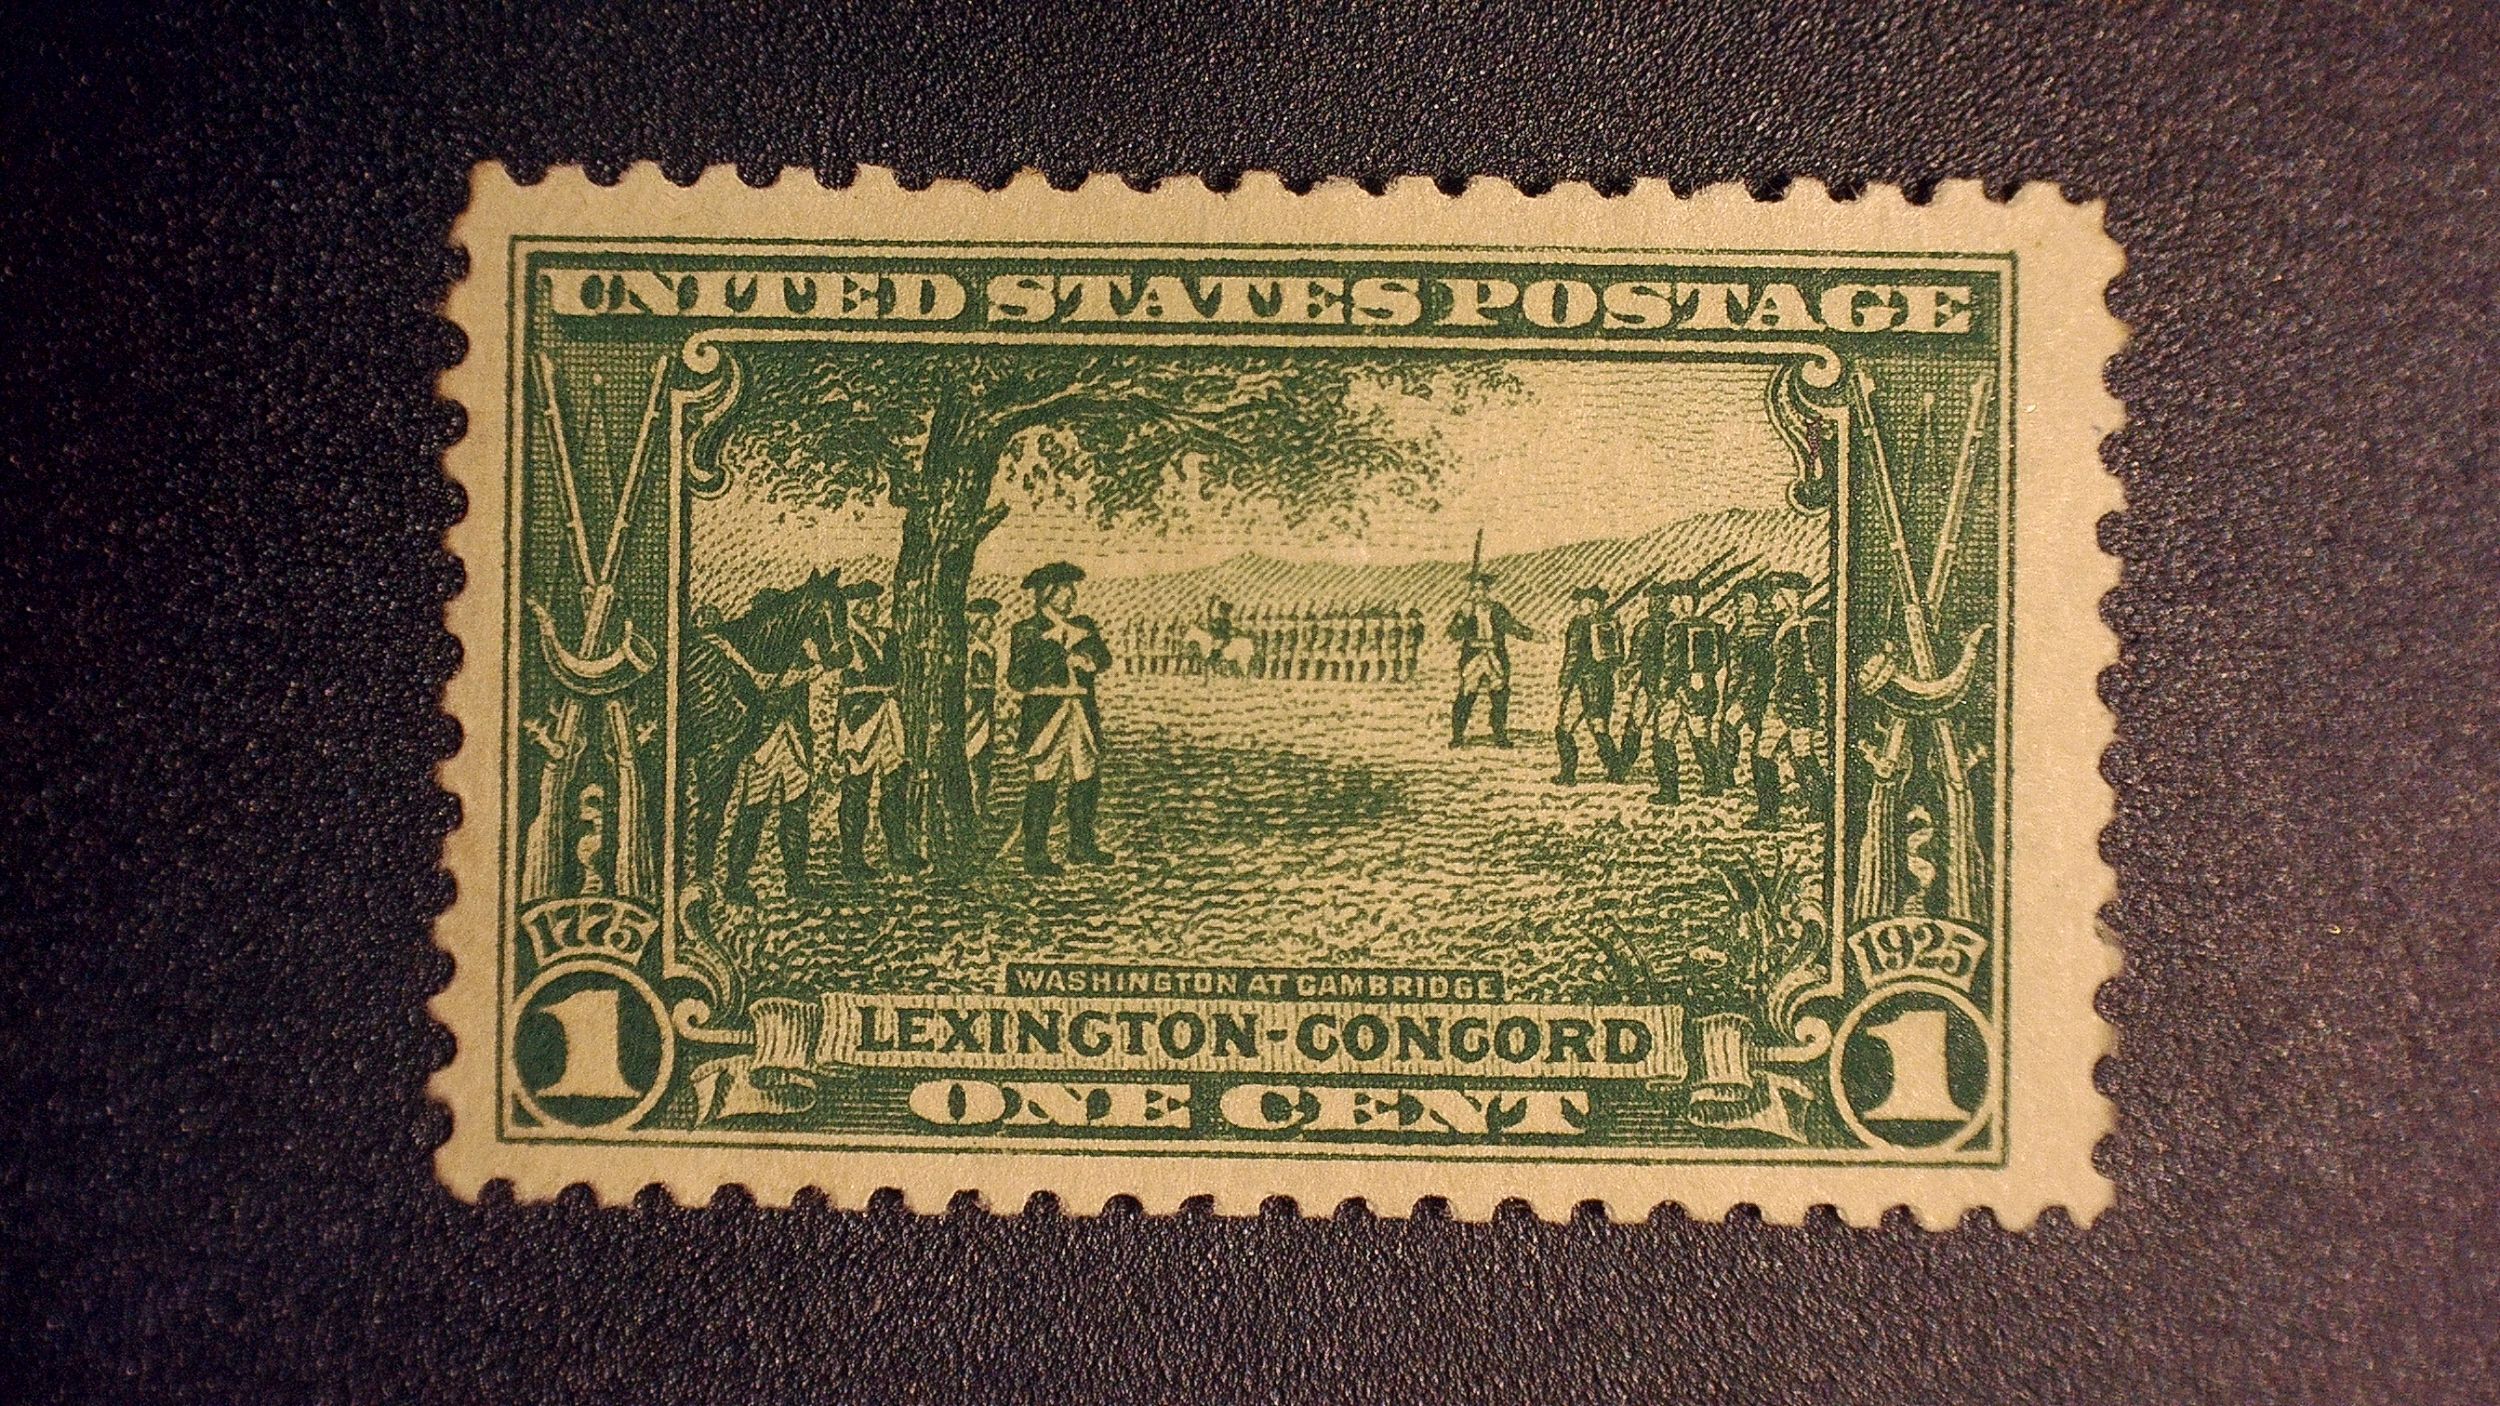 UNITED STATES POSTAGE
1775
1925
WASHINGTON AT CAMBRIDGE
LEXINGTON-CONCORD
1 ONE CENT 1